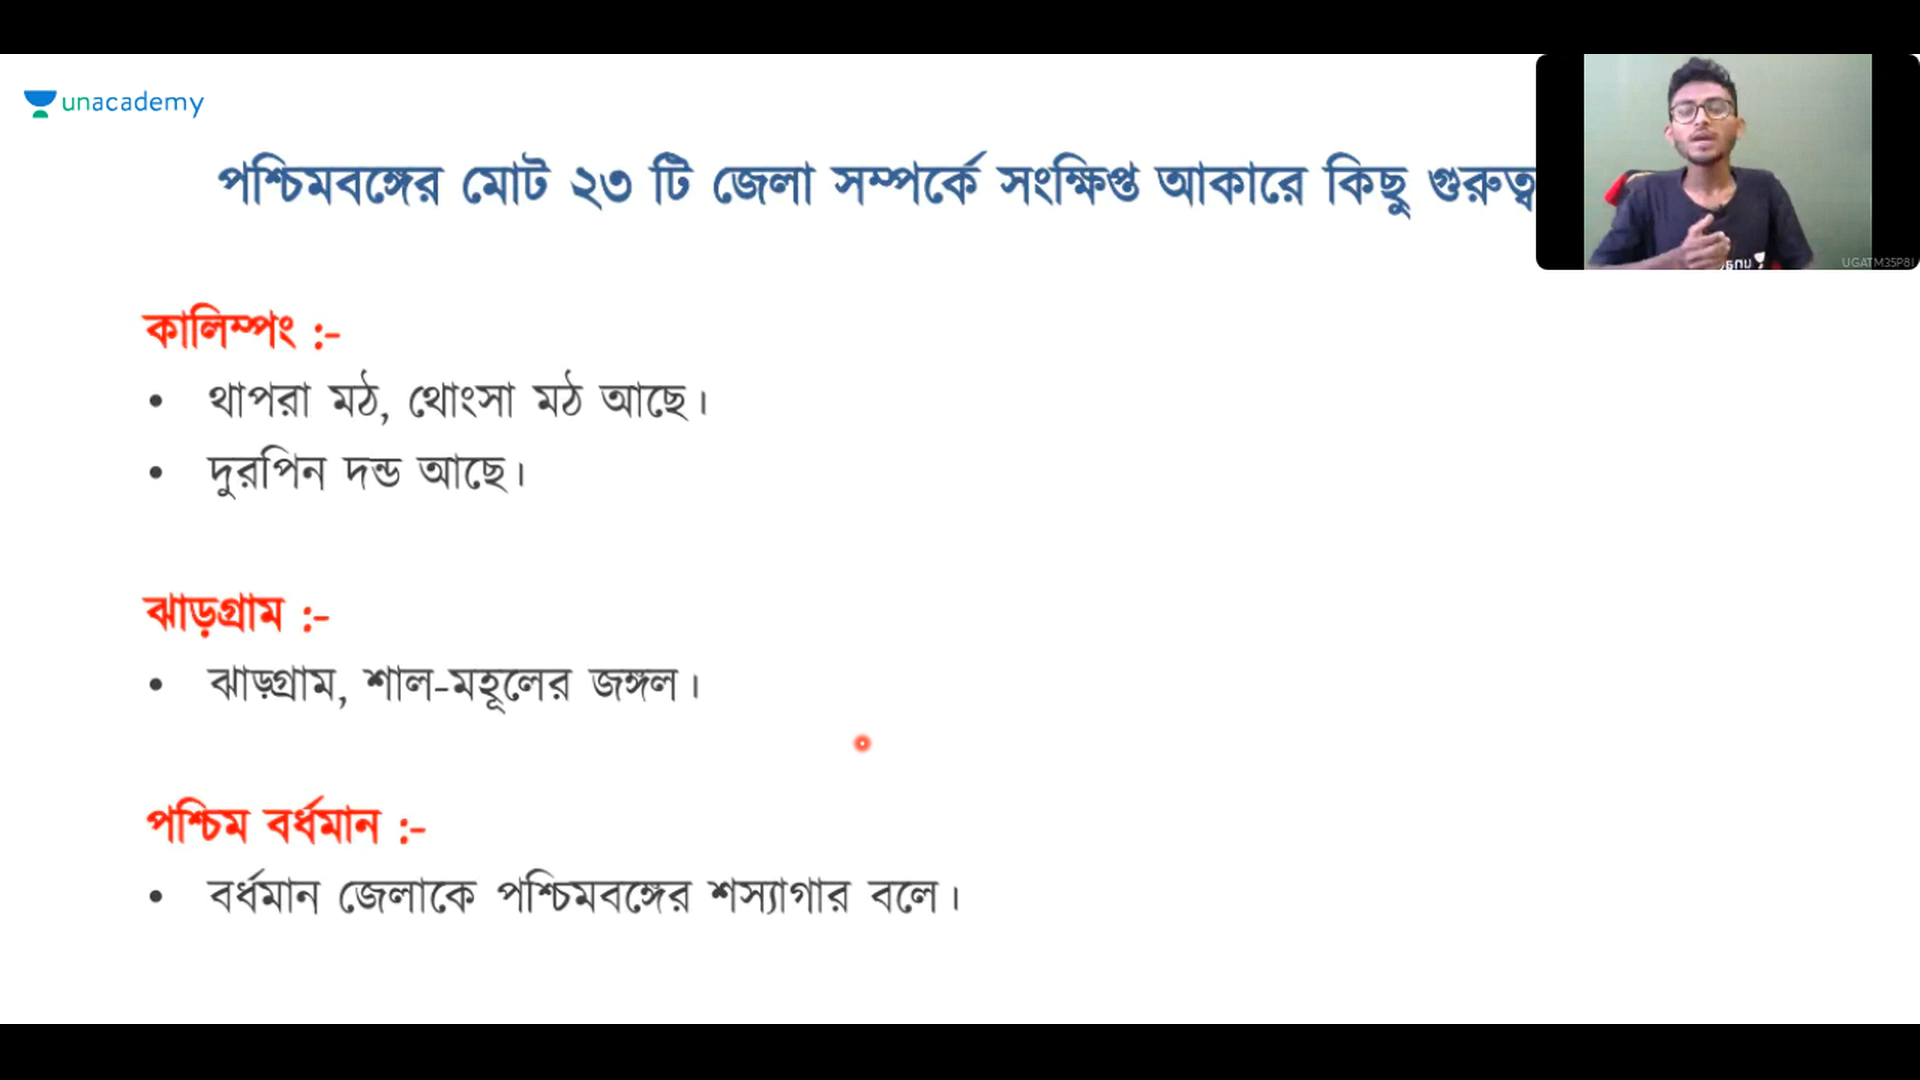 unacademy
পশ্চিমবঙ্গের মোট ২৩ টি জেলা সম্পর্কে সংক্ষিপ্ত আকারে কিছু গুরুত্ব
কালিম্পং :-
• থাপরা মঠ, থোংসা মঠ আছে।
• দুরপিন দন্ড আছে।
ঝাড়গ্রাম :-
• ঝাড়গ্রাম, শাল-মহূলের জঙ্গল।
পশ্চিম বর্ধমান :-
• বর্ধমান জেলাকে পশ্চিমবঙ্গের শস্যাগার বলে।
UGATM35P8I